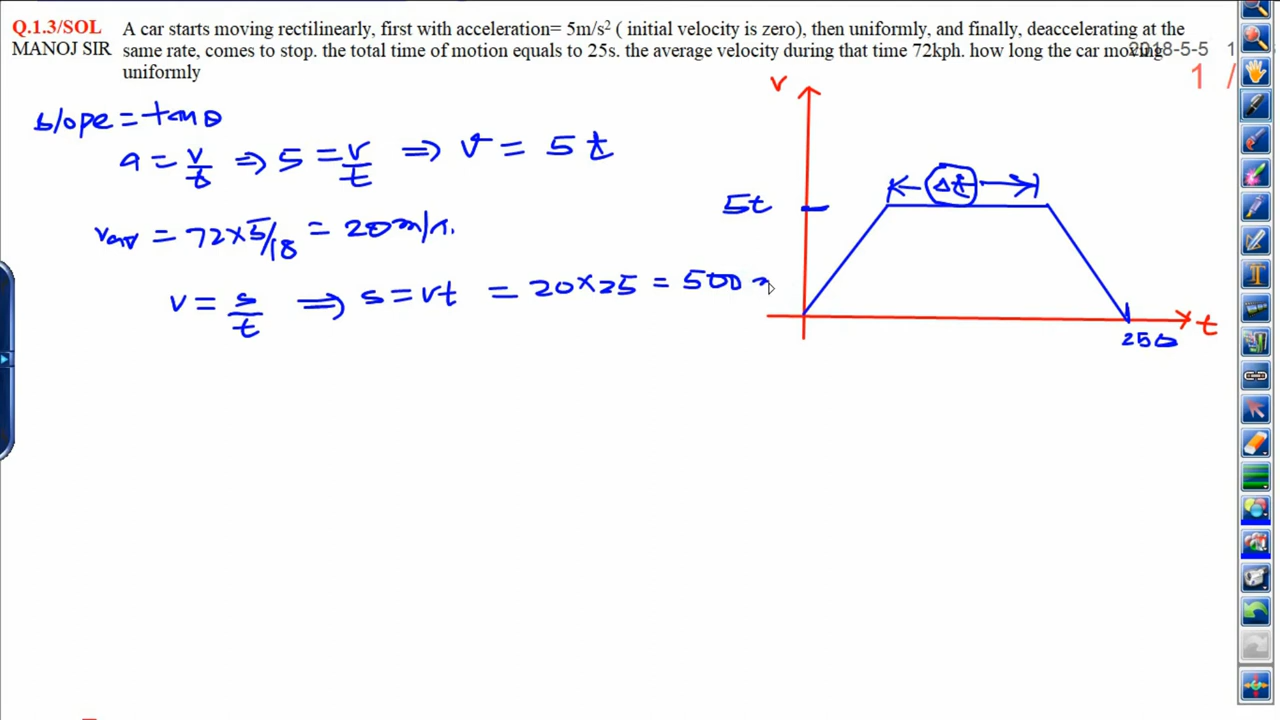 Q.1.3/SOL A car starts moving rectilinearly, first with acceleration= 5m/s² ( initial velocity is zero), then uniformly, and finally, deaccelerating at the
MANOJ SIR same rate, comes to stop. the total time of motion equals to 25s. the average velocity during that time 72kph. how long the car moving
uniformly
2018-5-5 1
1 /
slope = tan θ
a = v/t ⇒ 5 = v/t ⇒ v = 5t
v_av = 72×5/18 = 20m/s.
v = s/t ⇒ s = vt = 20×25 = 500 m
v
Δt
5t
t
25s